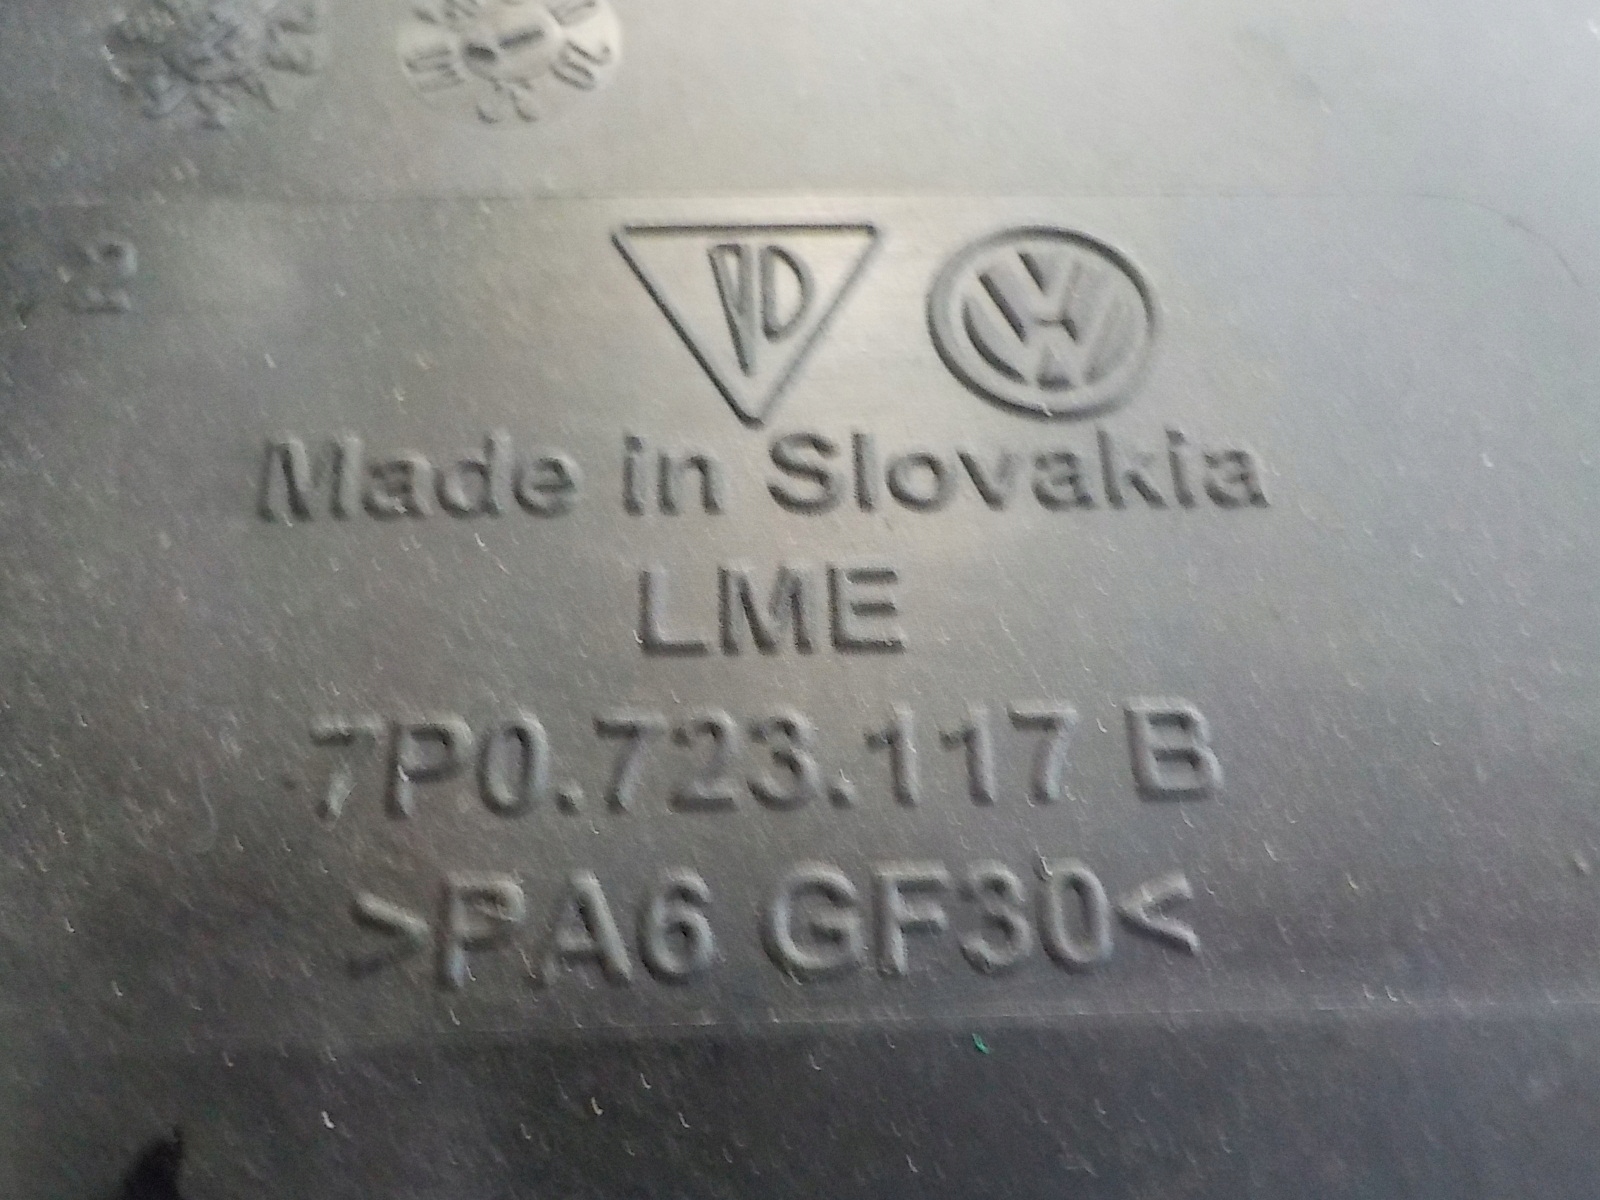 Made in Slovakia
LME
7P0.723.117 B
>PA6 GF30<